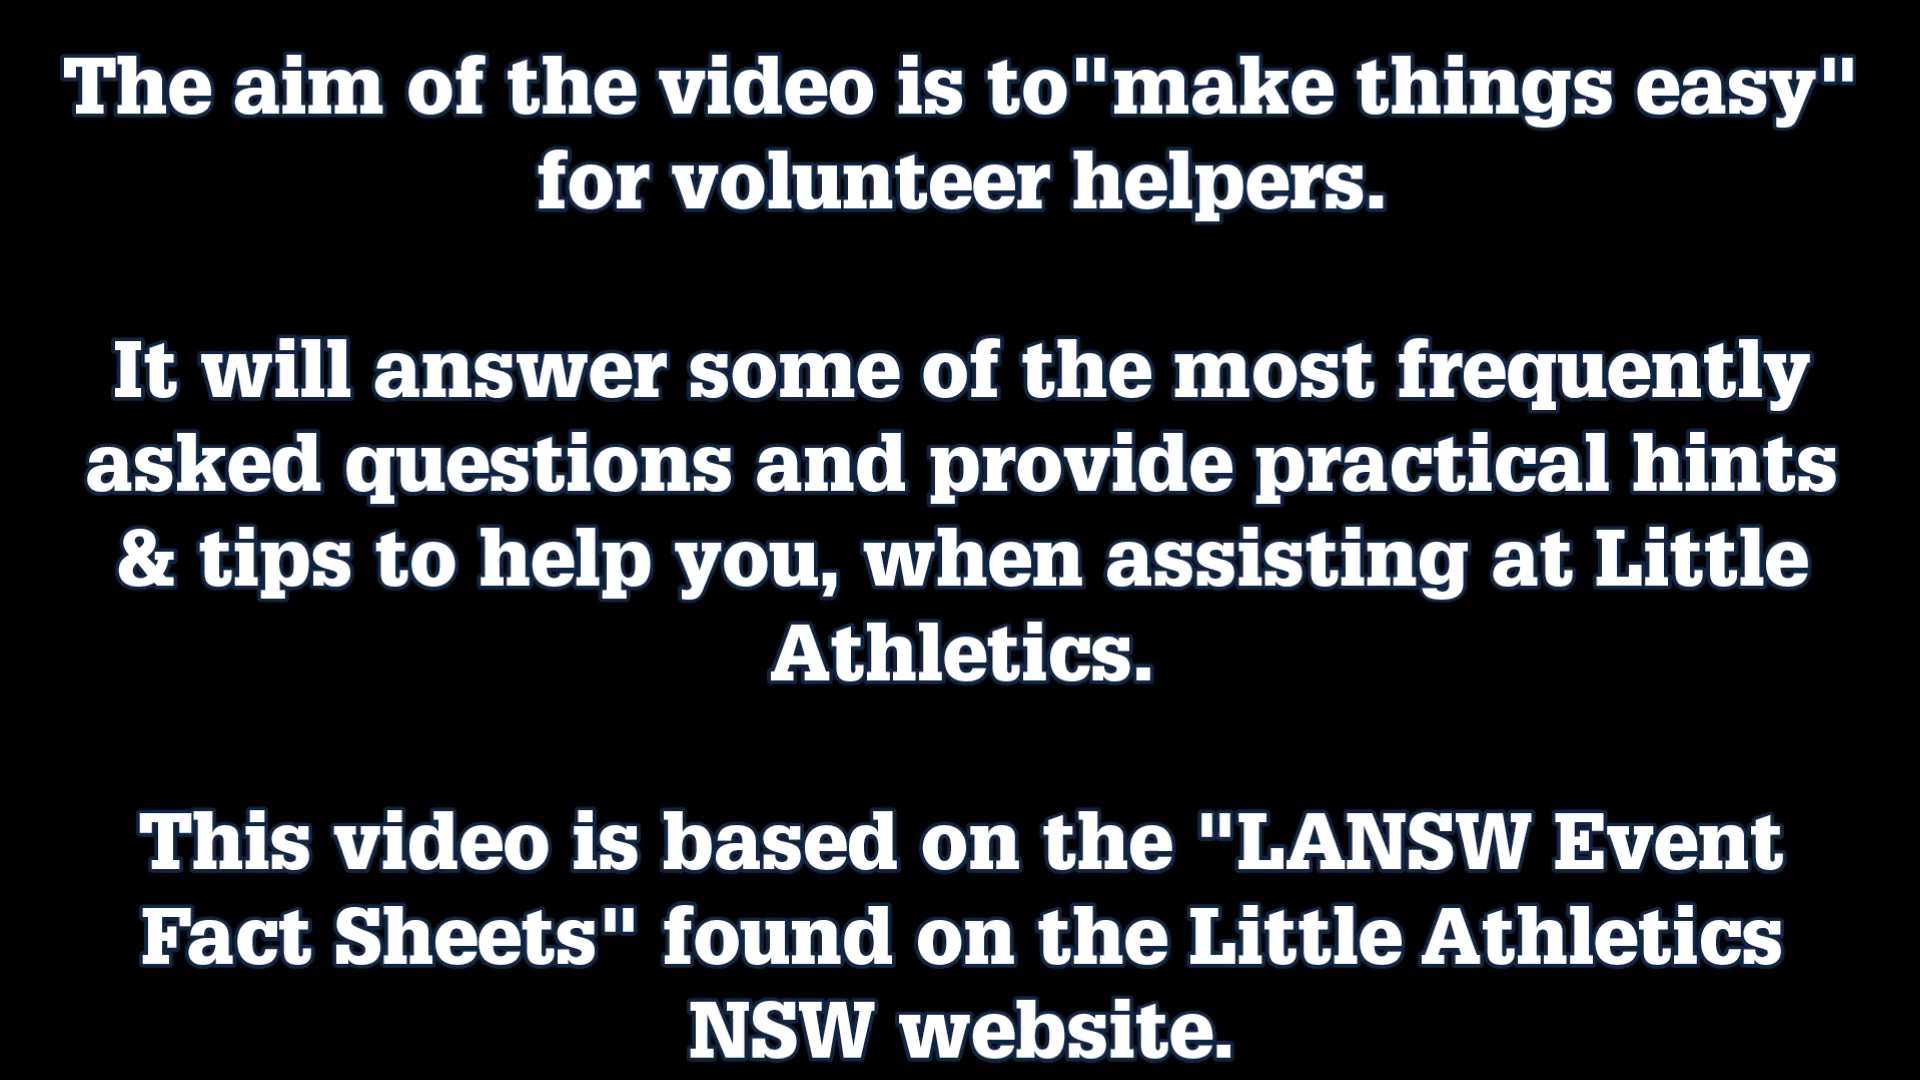 The aim of the video is to"make things easy"
for volunteer helpers.
It will answer some of the most frequently
asked questions and provide practical hints
& tips to help you, when assisting at Little
Athletics.
This video is based on the "LANSW Event
Fact Sheets" found on the Little Athletics
NSW website.